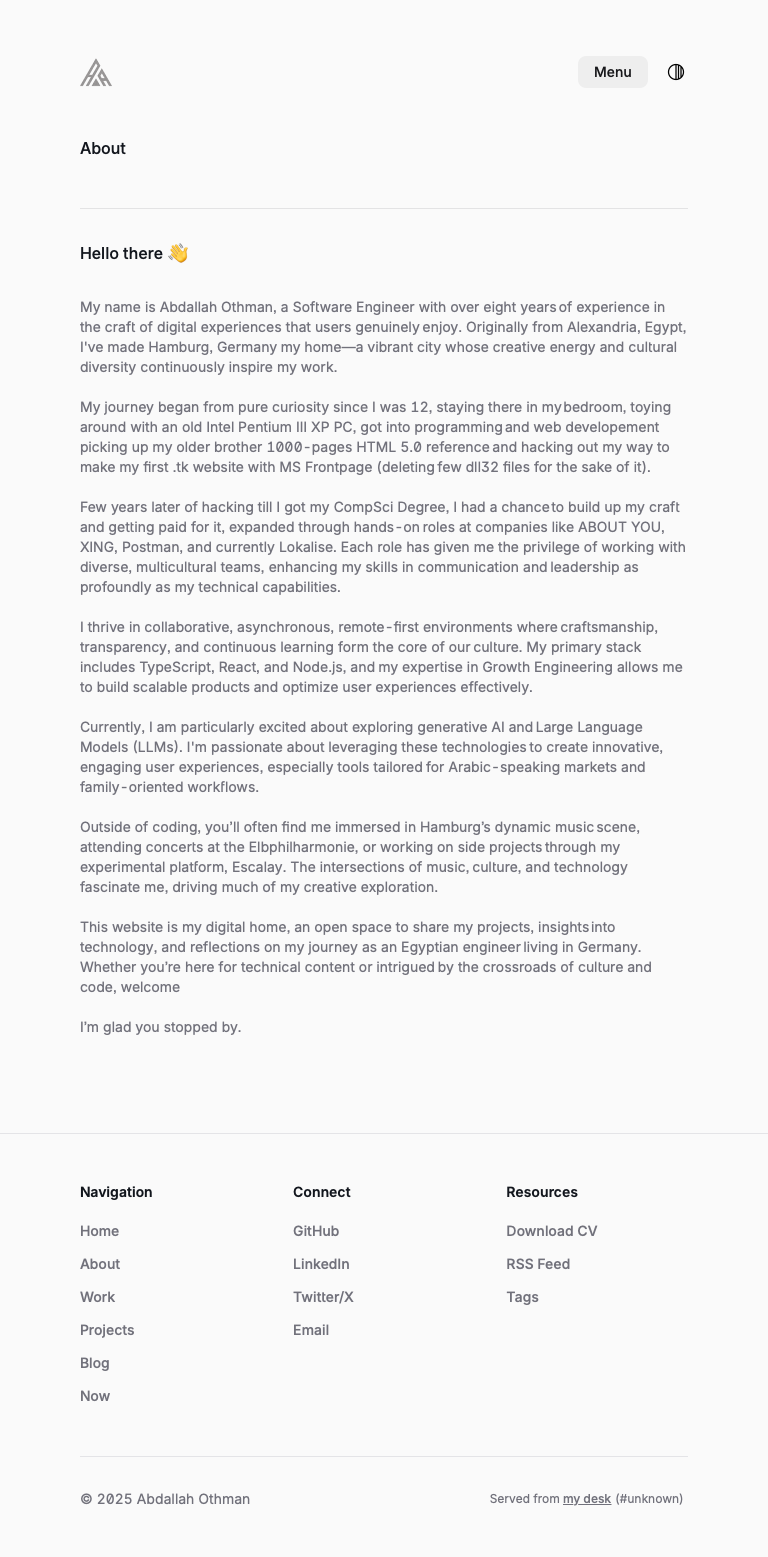 Menu
About
Hello there 👋
My name is Abdallah Othman, a Software Engineer with over eight years of experience in
the craft of digital experiences that users genuinely enjoy. Originally from Alexandria, Egypt,
I've made Hamburg, Germany my home—a vibrant city whose creative energy and cultural
diversity continuously inspire my work.
My journey began from pure curiosity since I was 12, staying there in my bedroom, toying
around with an old Intel Pentium III XP PC, got into programming and web developement
picking up my older brother 1000-pages HTML 5.0 reference and hacking out my way to
make my first .tk website with MS Frontpage (deleting few dll32 files for the sake of it).
Few years later of hacking till I got my CompSci Degree, I had a chance to build up my craft
and getting paid for it, expanded through hands-on roles at companies like ABOUT YOU,
XING, Postman, and currently Lokalise. Each role has given me the privilege of working with
diverse, multicultural teams, enhancing my skills in communication and leadership as
profoundly as my technical capabilities.
I thrive in collaborative, asynchronous, remote-first environments where craftsmanship,
transparency, and continuous learning form the core of our culture. My primary stack
includes TypeScript, React, and Node.js, and my expertise in Growth Engineering allows me
to build scalable products and optimize user experiences effectively.
Currently, I am particularly excited about exploring generative AI and Large Language
Models (LLMs). I'm passionate about leveraging these technologies to create innovative,
engaging user experiences, especially tools tailored for Arabic-speaking markets and
family-oriented workflows.
Outside of coding, you’ll often find me immersed in Hamburg’s dynamic music scene,
attending concerts at the Elbphilharmonie, or working on side projects through my
experimental platform, Escalay. The intersections of music, culture, and technology
fascinate me, driving much of my creative exploration.
This website is my digital home, an open space to share my projects, insights into
technology, and reflections on my journey as an Egyptian engineer living in Germany.
Whether you’re here for technical content or intrigued by the crossroads of culture and
code, welcome
I’m glad you stopped by.
Navigation
Home
About
Work
Projects
Blog
Now
Connect
GitHub
LinkedIn
Twitter/X
Email
Resources
Download CV
RSS Feed
Tags
© 2025 Abdallah Othman
Served from my desk (#unknown)